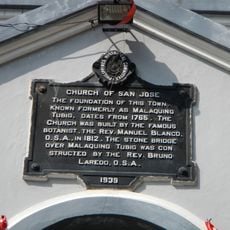 CHURCH OF SAN JOSE
THE FOUNDATION OF THIS TOWN,
KNOWN FORMERLY AS MALAQUING
TUBIG, DATES FROM 1765. THE
CHURCH WAS BUILT BY THE FAMOUS
BOTANIST, THE REV. MANUEL BLANCO,
O.S.A., IN 1812. THE STONE BRIDGE
OVER MALAQUING TUBIG WAS CON
STRUCTED BY THE REV. BRUNO
LAREDO, O.S.A.
1939